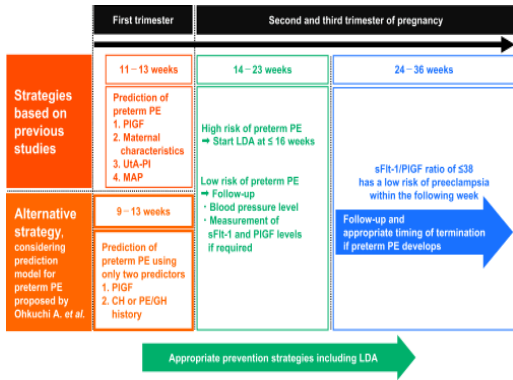 First trimester
Second and third trimester of pregnancy
11－13 weeks
14－23 weeks
24－36 weeks
Strategies
based on
previous
studies
Prediction of
preterm PE
1. PlGF
2. Maternal
characteristics
3. UtA-PI
4. MAP
High risk of preterm PE
➡ Start LDA at ≤ 16 weeks
Low risk of preterm PE
➡ Follow-up
・Blood pressure level
・Measurement of
sFlt-1 and PlGF levels
if required
sFlt-1/PlGF ratio of ≤38
has a low risk of preeclampsia
within the following week
Follow-up and
appropriate timing of termination
if preterm PE develops
Alternative
strategy,
considering
prediction
model for
preterm PE
proposed by
Ohkuchi A. et al.
9－13 weeks
Prediction of
preterm PE using
only two predictors
1. PlGF
2. CH or PE/GH
history
Appropriate prevention strategies including LDA